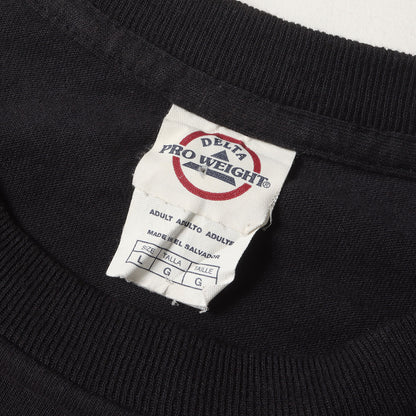 DELTA
PRO WEIGHT®
ADULT ADULTO ADULTE
MADE IN EL SALVADOR
SIZE TALLA TAILLE
L G G